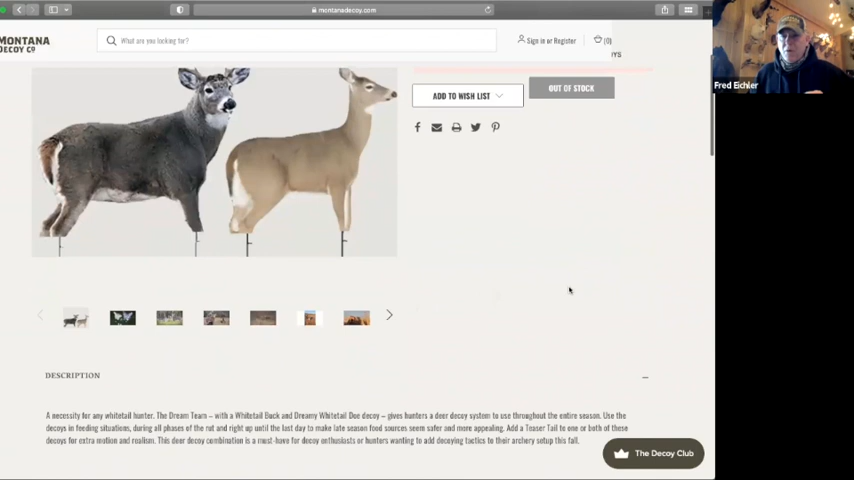 montanadecoy.com
MONTANA
DECOY CO
What are you looking for?
Sign in or Register
(0)
YS
Fred Eichler
ADD TO WISH LIST
OUT OF STOCK
DESCRIPTION
A necessity for any whitetail hunter. The Dream Team – with a Whitetail Buck and Dreamy Whitetail Doe decoy – gives hunters a deer decoy system to use throughout the entire season. Use the
decoys in feeding situations, during all phases of the rut and right up until the last day to make late season food sources seem safer and more appealing. Add a Teaser Tail to one or both of these
decoys for extra motion and realism. This deer decoy combination is a must-have for decoy enthusiasts or hunters wanting to add decoying tactics to their archery setup this fall.
The Decoy Club